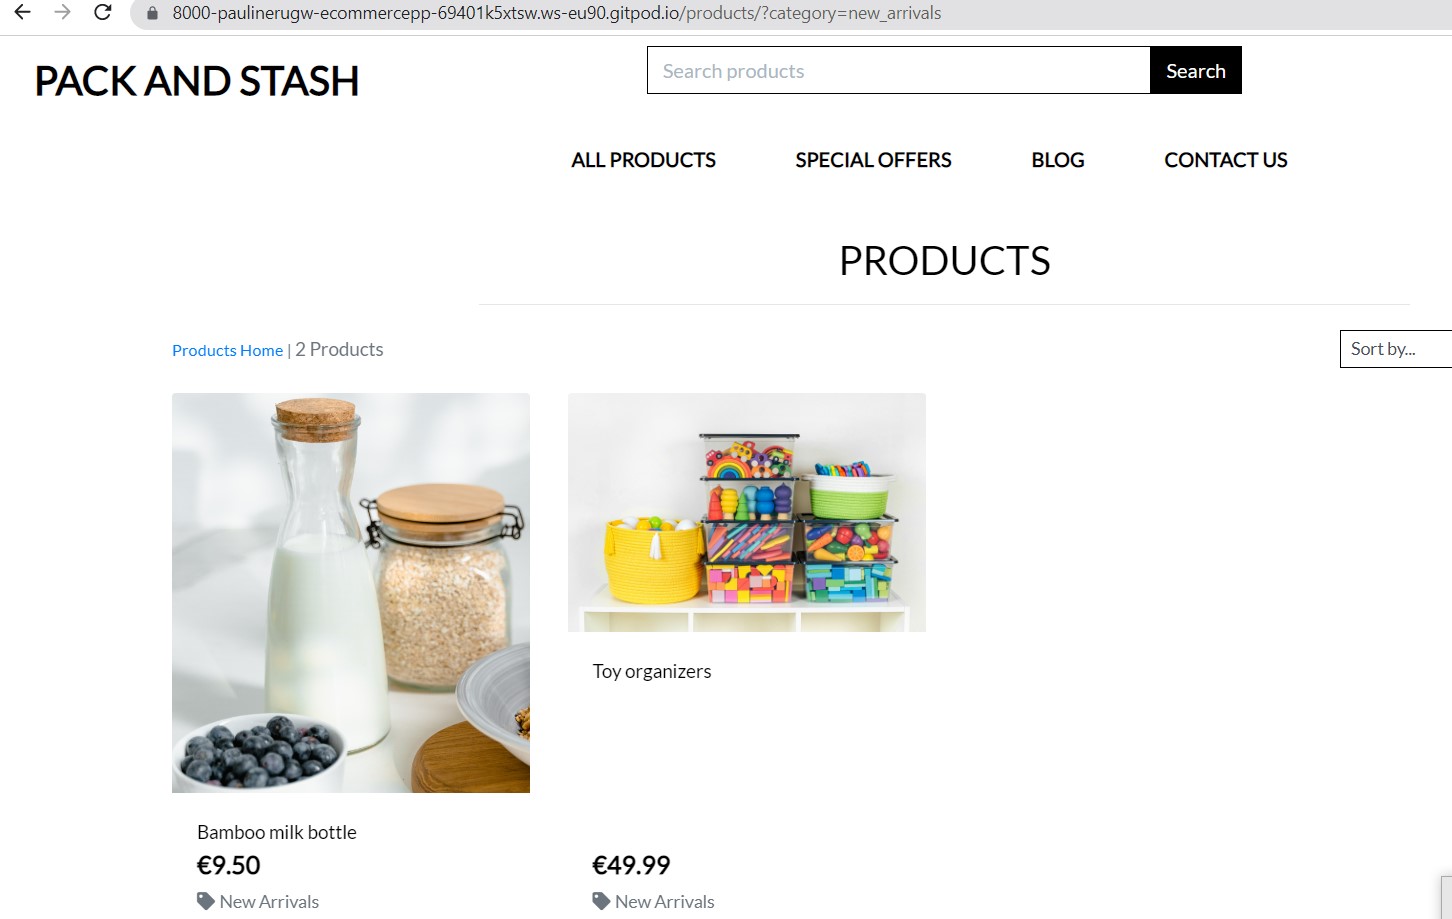 8000-paulinerugw-ecommercepp-69401k5xtsw.ws-eu90.gitpod.io/products/?category=new_arrivals
PACK AND STASH
Search products
Search
ALL PRODUCTS
SPECIAL OFFERS
BLOG
CONTACT US
PRODUCTS
Products Home | 2 Products
Sort by...
Bamboo milk bottle
€9.50
New Arrivals
Toy organizers
€49.99
New Arrivals